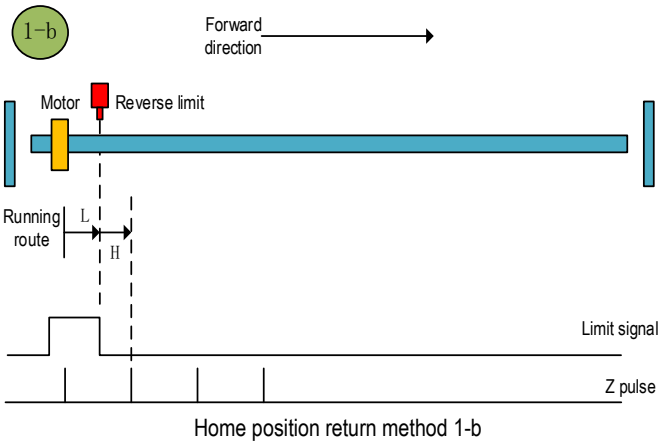 1-b
Forward
direction
Motor
Reverse limit
Running
route
L
H
Limit signal
Z pulse
Home position return method 1-b